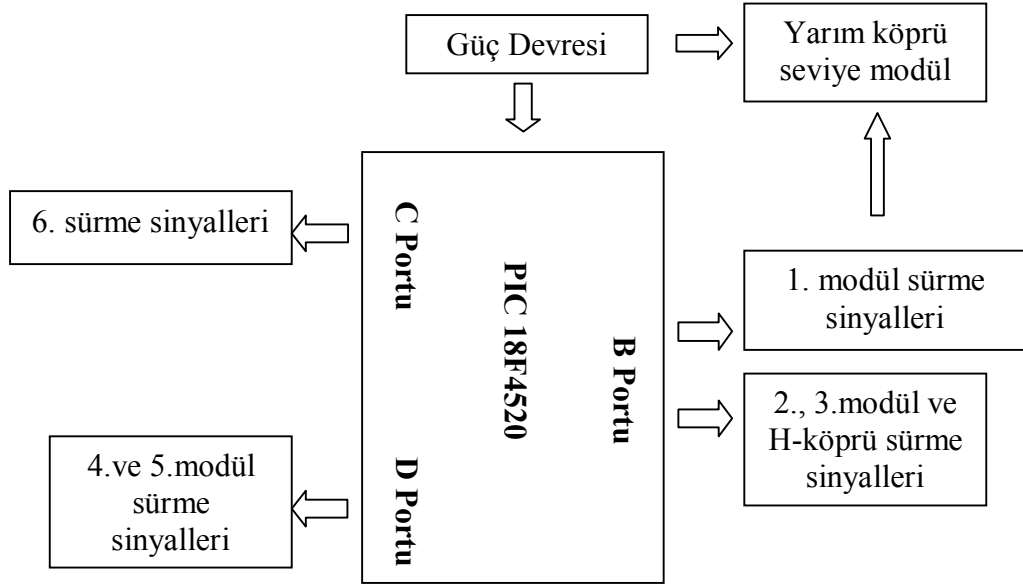 Güç Devresi
Yarım köprü
seviye modül
6. sürme sinyalleri
C Portu
PIC 18F4520
B Portu
D Portu
1. modül sürme
sinyalleri
2., 3.modül ve
H-köprü sürme
sinyalleri
4.ve 5.modül
sürme
sinyalleri